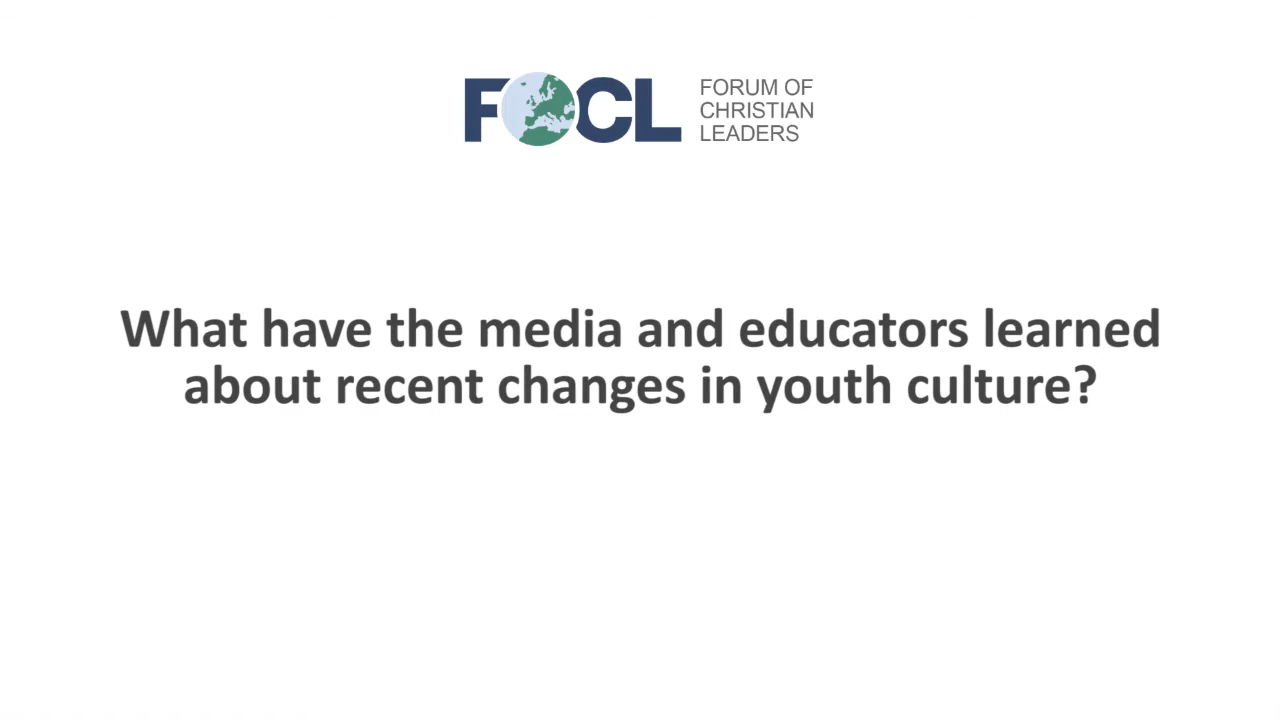 FOCL
FORUM OF
CHRISTIAN
LEADERS
What have the media and educators learned
about recent changes in youth culture?